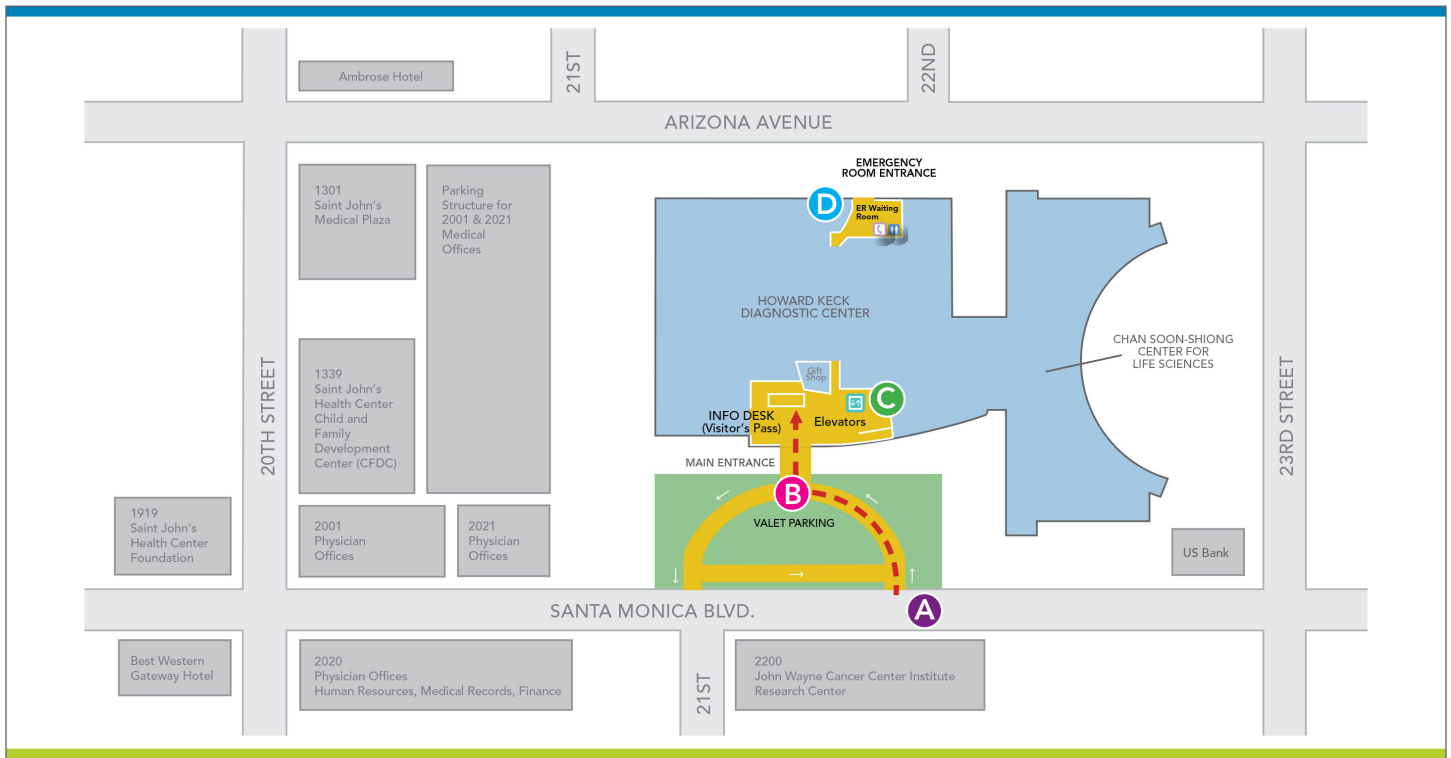 Ambrose Hotel
21ST
22ND
ARIZONA AVENUE
EMERGENCY
ROOM ENTRANCE
1301
Saint John's
Medical Plaza
Parking
Structure for
2001 & 2021
Medical
Offices
D
ER Waiting
Room
HOWARD KECK
DIAGNOSTIC CENTER
CHAN SOON-SHIONG
CENTER FOR
LIFE SCIENCES
1339
Saint John's
Health Center
Child and
Family
Development
Center (CFDC)
20TH STREET
23RD STREET
Gift
Shop
C
INFO DESK
(Visitor's Pass)
Elevators
MAIN ENTRANCE
B
VALET PARKING
1919
Saint John's
Health Center
Foundation
2001
Physician
Offices
2021
Physician
Offices
US Bank
SANTA MONICA BLVD.
A
Best Western
Gateway Hotel
2020
Physician Offices
Human Resources, Medical Records, Finance
21ST
2200
John Wayne Cancer Center Institute
Research Center